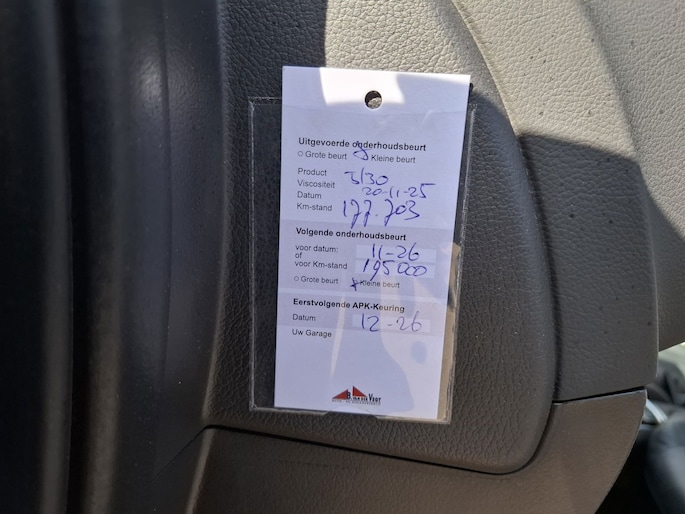 Uitgevoerde onderhoudsbeurt
Grote beurt Kleine beurt
Product 5/30
Viscositeit
Datum 20-11-25
Km-stand 177.703
Volgende onderhoudsbeurt
voor datum: 11-26
of
voor Km-stand 195000
Grote beurt Kleine beurt
Eerstvolgende APK-Keuring
Datum 12-26
Uw Garage